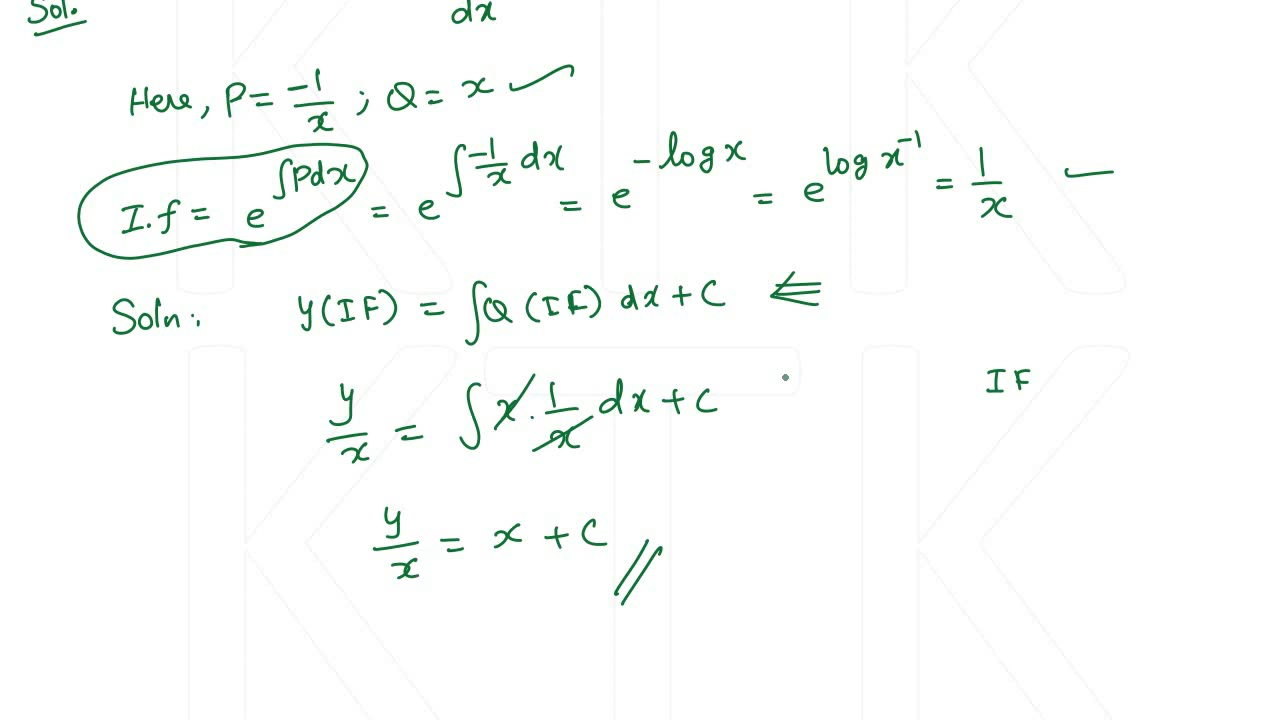 Sol. dx
Here, P = -1/x ; Q = x
I.f = e^∫Pdx = e^∫-1/x dx = e^-log x = e^log x^-1 = 1/x
Soln: y(IF) = ∫Q (IF) dx + C
IF
y/x = ∫x . 1/x dx + C
y/x = x + C //